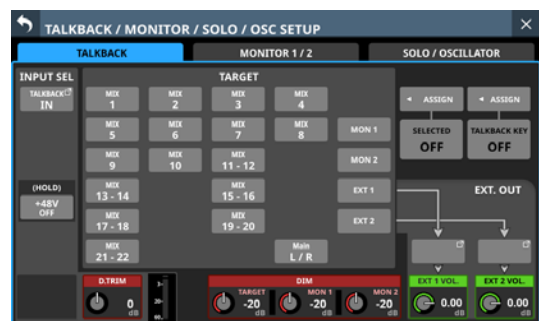 TALKBACK / MONITOR / SOLO / OSC SETUP
TALKBACK
MONITOR 1 / 2
SOLO / OSCILLATOR
INPUT SEL
TARGET
TALKBACK
IN
MIX
1
MIX
2
MIX
3
MIX
4
ASSIGN
ASSIGN
MIX
5
MIX
6
MIX
7
MIX
8
MON 1
SELECTED
OFF
TALKBACK KEY
OFF
MIX
9
MIX
10
MIX
11 - 12
MON 2
(HOLD)
+48V
OFF
MIX
13 - 14
MIX
15 - 16
EXT 1
EXT. OUT
MIX
17 - 18
MIX
19 - 20
EXT 2
MIX
21 - 22
Main
L / R
D.TRIM
0
dB
3-
30-
60.
DIM
TARGET
-20
dB
MON 1
-20
dB
MON 2
-20
dB
EXT 1 VOL.
0.00
dB
EXT 2 VOL.
0.00
dB